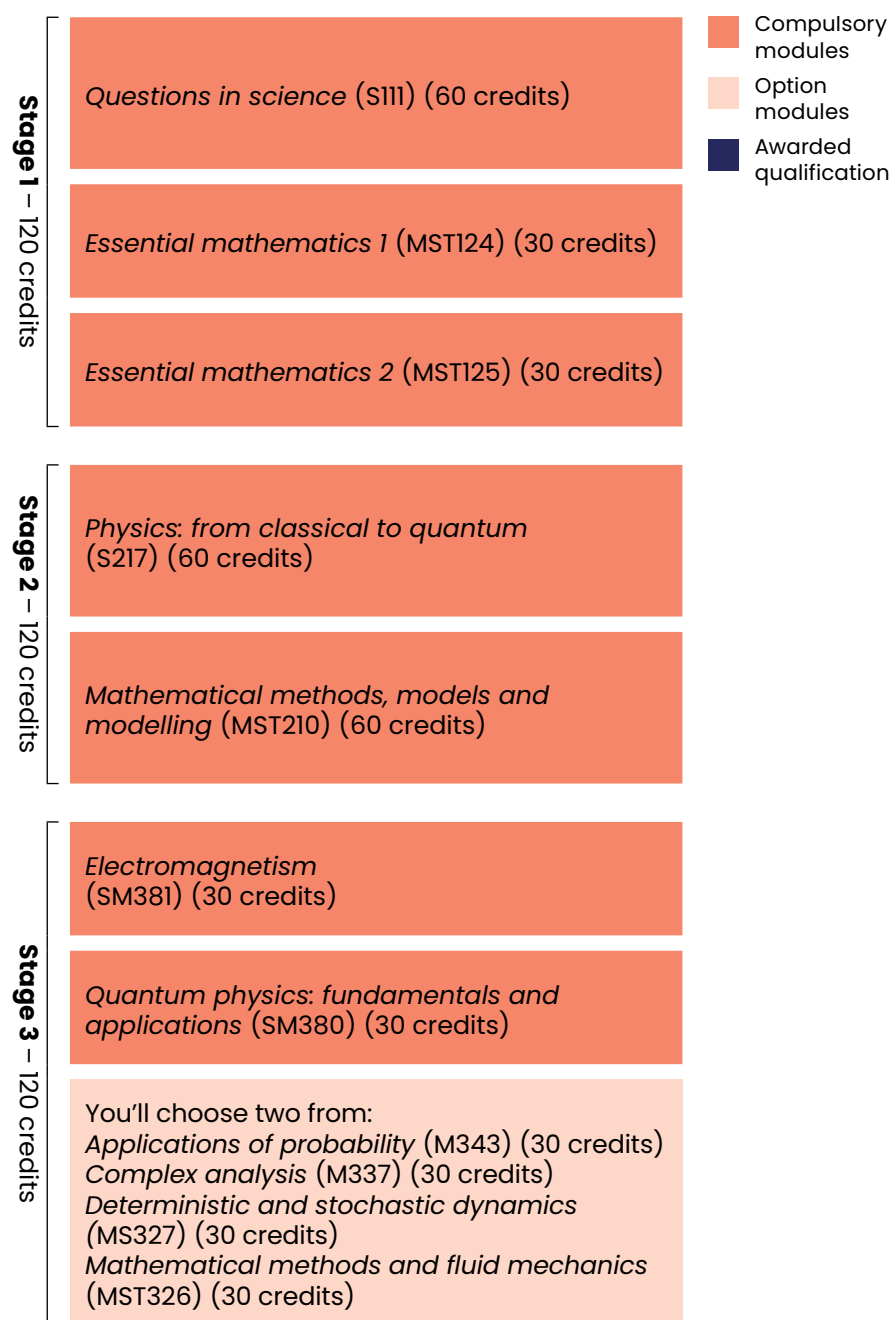 Compulsory
modules
Option
modules
Awarded
qualification
Stage 1 – 120 credits
Questions in science (S111) (60 credits)
Essential mathematics 1 (MST124) (30 credits)
Essential mathematics 2 (MST125) (30 credits)
Stage 2 – 120 credits
Physics: from classical to quantum
(S217) (60 credits)
Mathematical methods, models and
modelling (MST210) (60 credits)
Stage 3 – 120 credits
Electromagnetism
(SM381) (30 credits)
Quantum physics: fundamentals and
applications (SM380) (30 credits)
You’ll choose two from:
Applications of probability (M343) (30 credits)
Complex analysis (M337) (30 credits)
Deterministic and stochastic dynamics
(MS327) (30 credits)
Mathematical methods and fluid mechanics
(MST326) (30 credits)